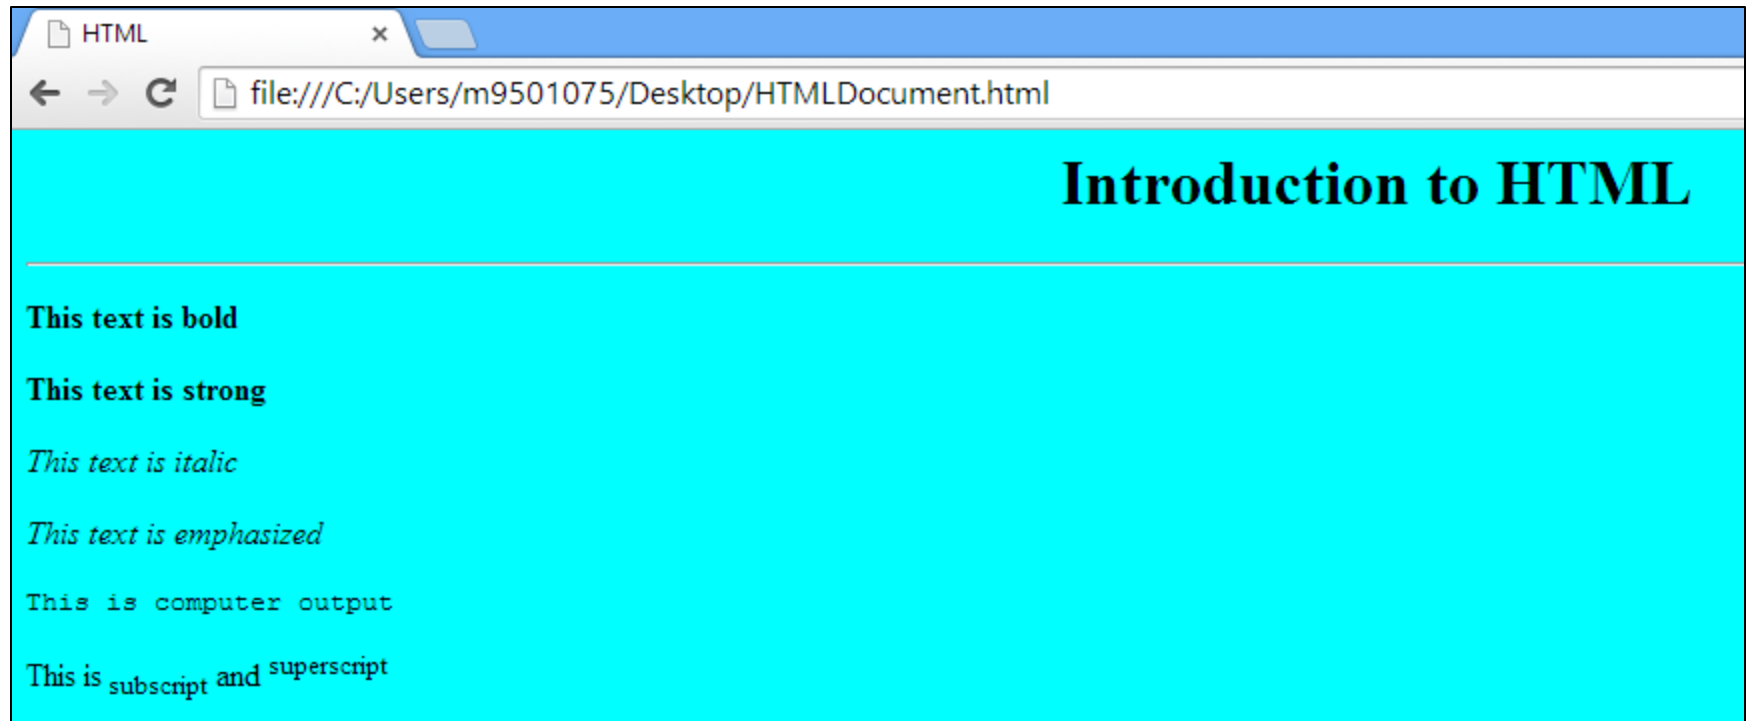 HTML
file:///C:/Users/m9501075/Desktop/HTMLDocument.html
Introduction to HTML
This text is bold
This text is strong
This text is italic
This text is emphasized
This is computer output
This is subscript and superscript